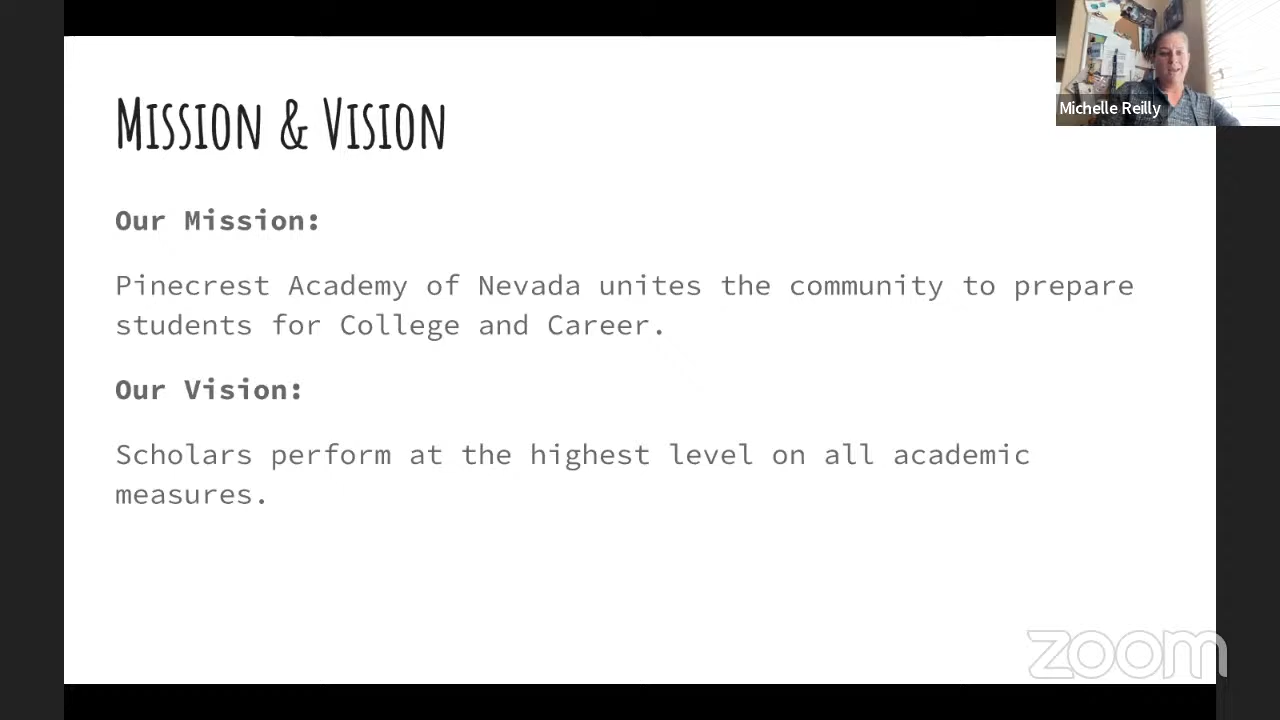 Mission & Vision
Michelle Reilly
Our Mission:
Pinecrest Academy of Nevada unites the community to prepare
students for College and Career.
Our Vision:
Scholars perform at the highest level on all academic
measures.
zoom